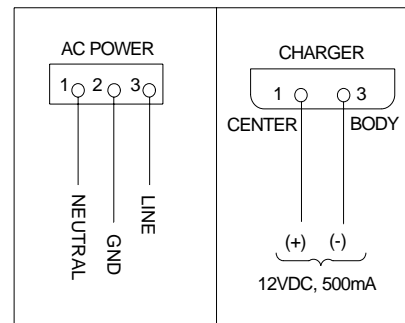 AC POWER
1 2 3
NEUTRAL
GND
LINE
CHARGER
1 3
CENTER BODY
(+) (-)
12VDC, 500mA